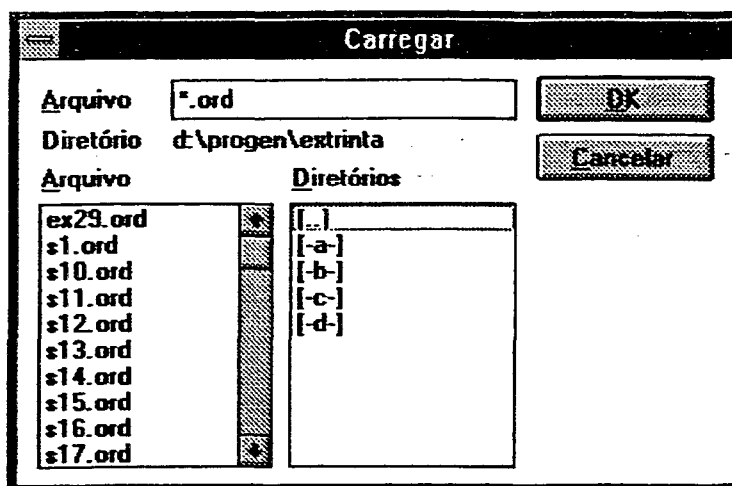 Carregar
Arquivo *.ord OK
Diretório d:\progen\extrinta Cancelar
Arquivo Diretórios
ex29.ord [..]
s1.ord [-a-]
s10.ord [-b-]
s11.ord [-c-]
s12.ord [-d-]
s13.ord
s14.ord
s15.ord
s16.ord
s17.ord